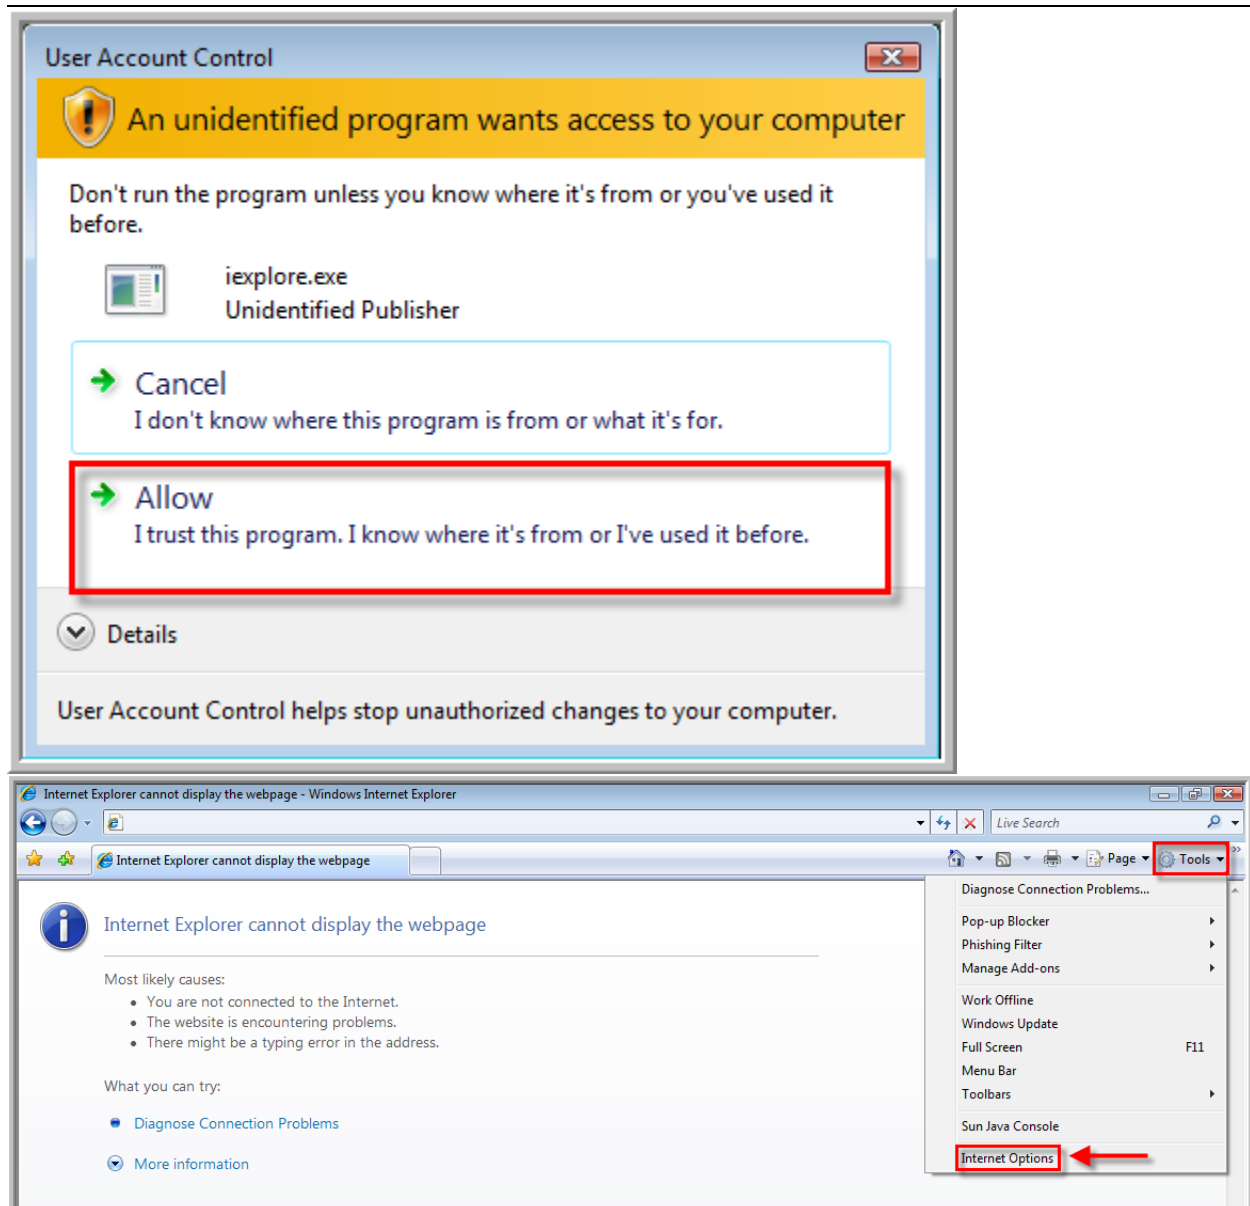 User Account Control
An unidentified program wants access to your computer
Don't run the program unless you know where it's from or you've used it
before.
iexplore.exe
Unidentified Publisher
Cancel
I don't know where this program is from or what it's for.
Allow
I trust this program. I know where it's from or I've used it before.
Details
User Account Control helps stop unauthorized changes to your computer.
Internet Explorer cannot display the webpage - Windows Internet Explorer
Live Search
Internet Explorer cannot display the webpage
Page
Tools
Internet Explorer cannot display the webpage
Most likely causes:
You are not connected to the Internet.
The website is encountering problems.
There might be a typing error in the address.
What you can try:
Diagnose Connection Problems
More information
Diagnose Connection Problems...
Pop-up Blocker
Phishing Filter
Manage Add-ons
Work Offline
Windows Update
Full Screen F11
Menu Bar
Toolbars
Sun Java Console
Internet Options